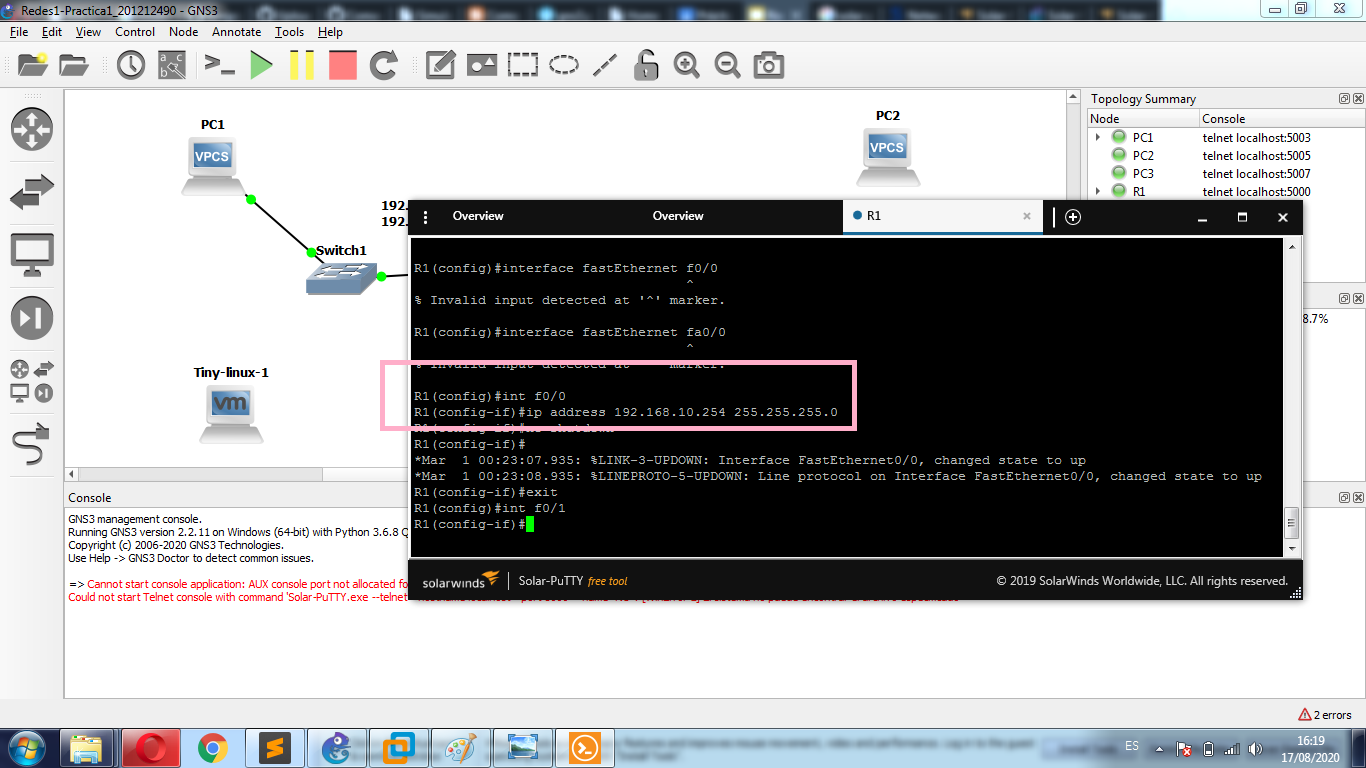 Redes1-Practica1_201212490 - GNS3
File Edit View Control Node Annotate Tools Help
PC1
VPCS
PC2
VPCS
192.
192.
Switch1
Tiny-linux-1
vm
Topology Summary
Node Console
PC1 telnet localhost:5003
PC2 telnet localhost:5005
PC3 telnet localhost:5007
R1 telnet localhost:5000
8.7%
Overview Overview R1
R1(config)#interface fastEthernet f0/0
^
% Invalid input detected at '^' marker.
R1(config)#interface fastEthernet fa0/0
^
% Invalid input detected at '^' marker.
R1(config)#int f0/0
R1(config-if)#ip address 192.168.10.254 255.255.255.0
R1(config-if)#no shutdown
R1(config-if)#
*Mar  1 00:23:07.935: %LINK-3-UPDOWN: Interface FastEthernet0/0, changed state to up
*Mar  1 00:23:08.935: %LINEPROTO-5-UPDOWN: Line protocol on Interface FastEthernet0/0, changed state to up
R1(config-if)#exit
R1(config)#int f0/1
R1(config-if)#
solarwinds Solar-PuTTY free tool
© 2019 SolarWinds Worldwide, LLC. All rights reserved.
Console
GNS3 management console.
Running GNS3 version 2.2.11 on Windows (64-bit) with Python 3.6.8 Q
Copyright (c) 2006-2020 GNS3 Technologies.
Use Help -> GNS3 Doctor to detect common issues.
=> Cannot start console application: AUX console port not allocated fo
Could not start Telnet console with command 'Solar-PuTTY.exe --telnet
2 errors
ES
16:19
17/08/2020